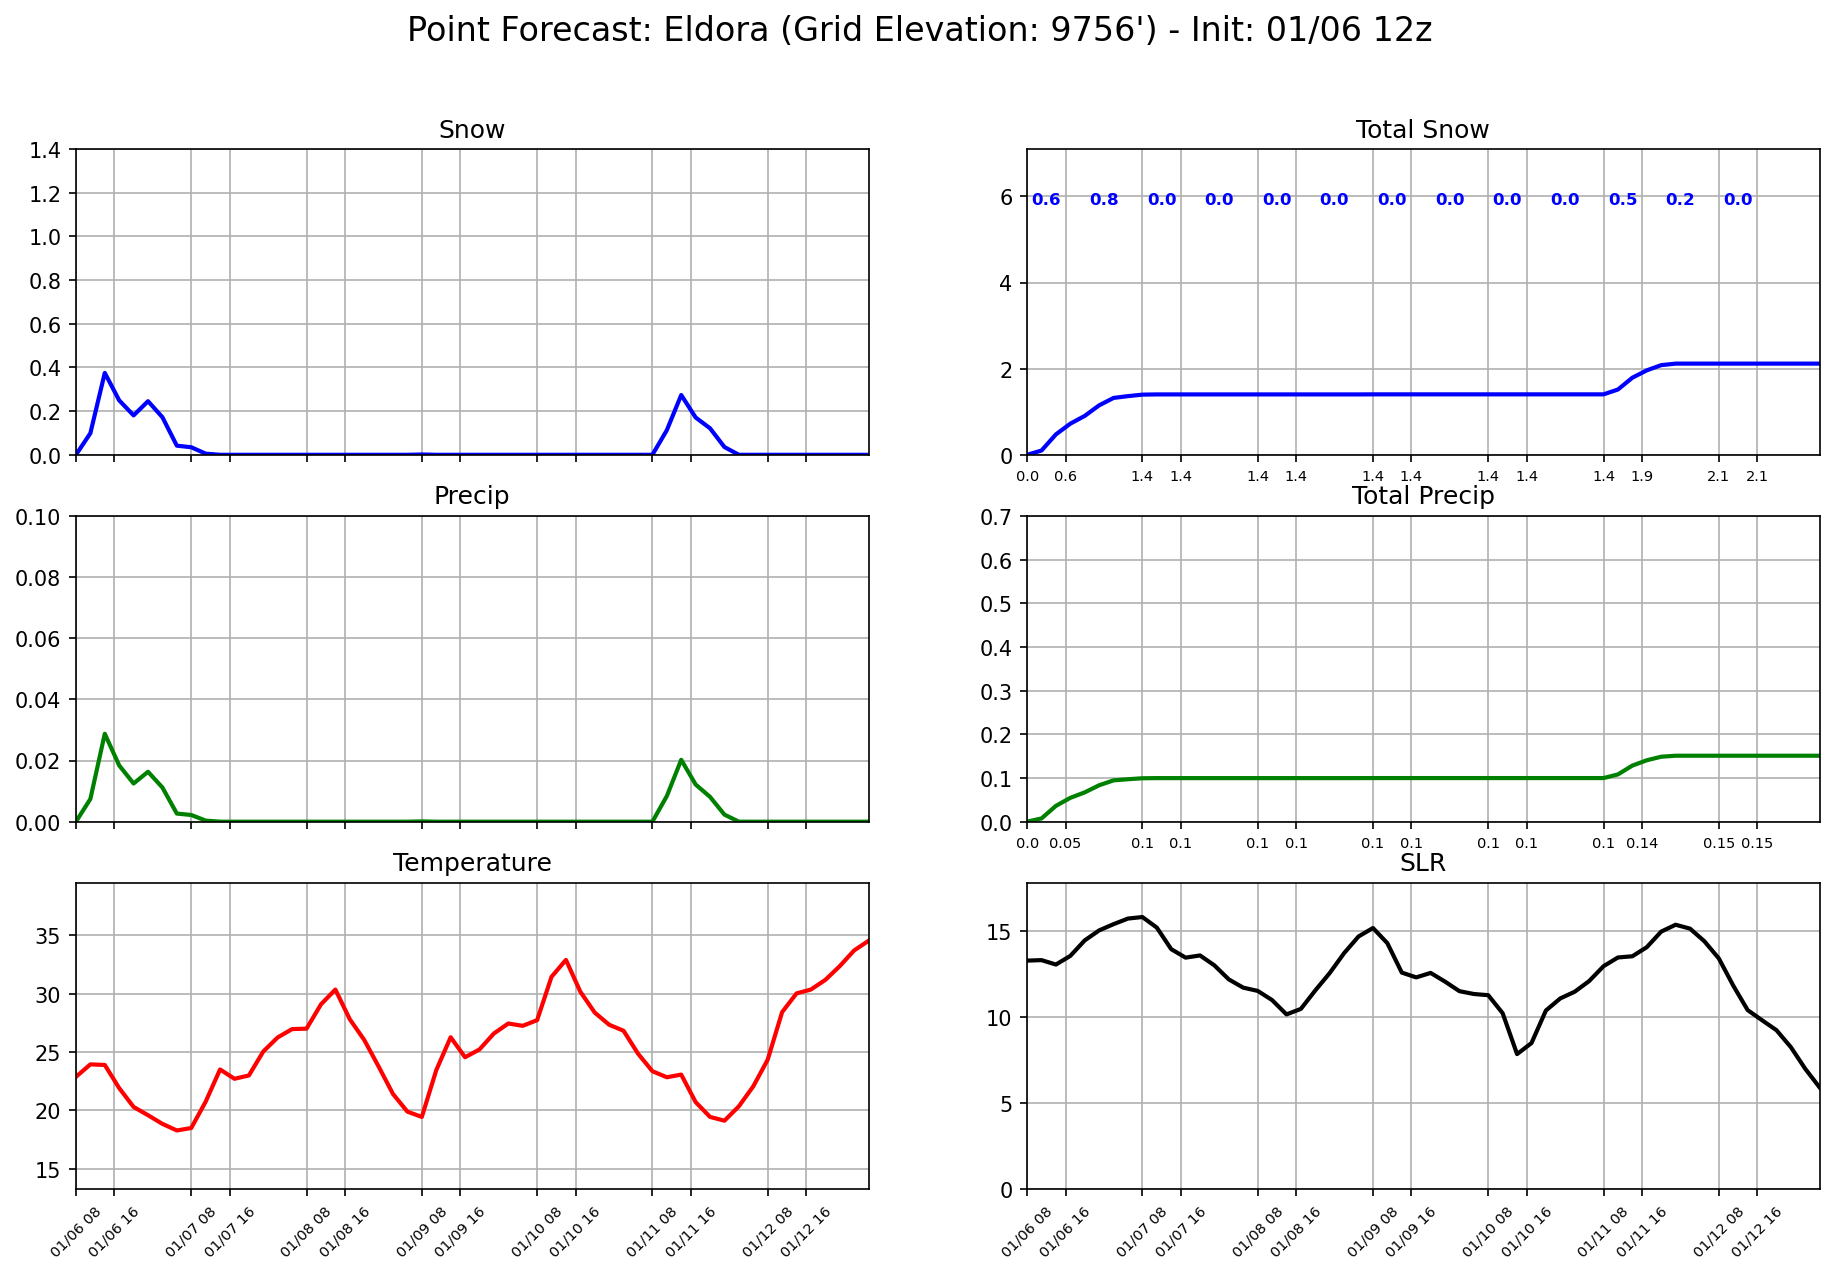 Point Forecast: Eldora (Grid Elevation: 9756') - Init: 01/06 12z
Snow
1.4
1.2
1.0
0.8
0.6
0.4
0.2
0.0
Total Snow
6
4
2
0
0.6 0.8 0.0 0.0 0.0 0.0 0.0 0.0 0.0 0.0 0.5 0.2 0.0
0.0 0.6 1.4 1.4 1.4 1.4 1.4 1.4 1.4 1.4 1.4 1.9 2.1 2.1
Precip
0.10
0.08
0.06
0.04
0.02
0.00
Total Precip
0.7
0.6
0.5
0.4
0.3
0.2
0.1
0.0
0.0 0.05 0.1 0.1 0.1 0.1 0.1 0.1 0.1 0.1 0.1 0.14 0.15 0.15
Temperature
35
30
25
20
15
01/06 08 01/06 16 01/07 08 01/07 16 01/08 08 01/08 16 01/09 08 01/09 16 01/10 08 01/10 16 01/11 08 01/11 16 01/12 08 01/12 16
SLR
15
10
5
0
01/06 08 01/06 16 01/07 08 01/07 16 01/08 08 01/08 16 01/09 08 01/09 16 01/10 08 01/10 16 01/11 08 01/11 16 01/12 08 01/12 16